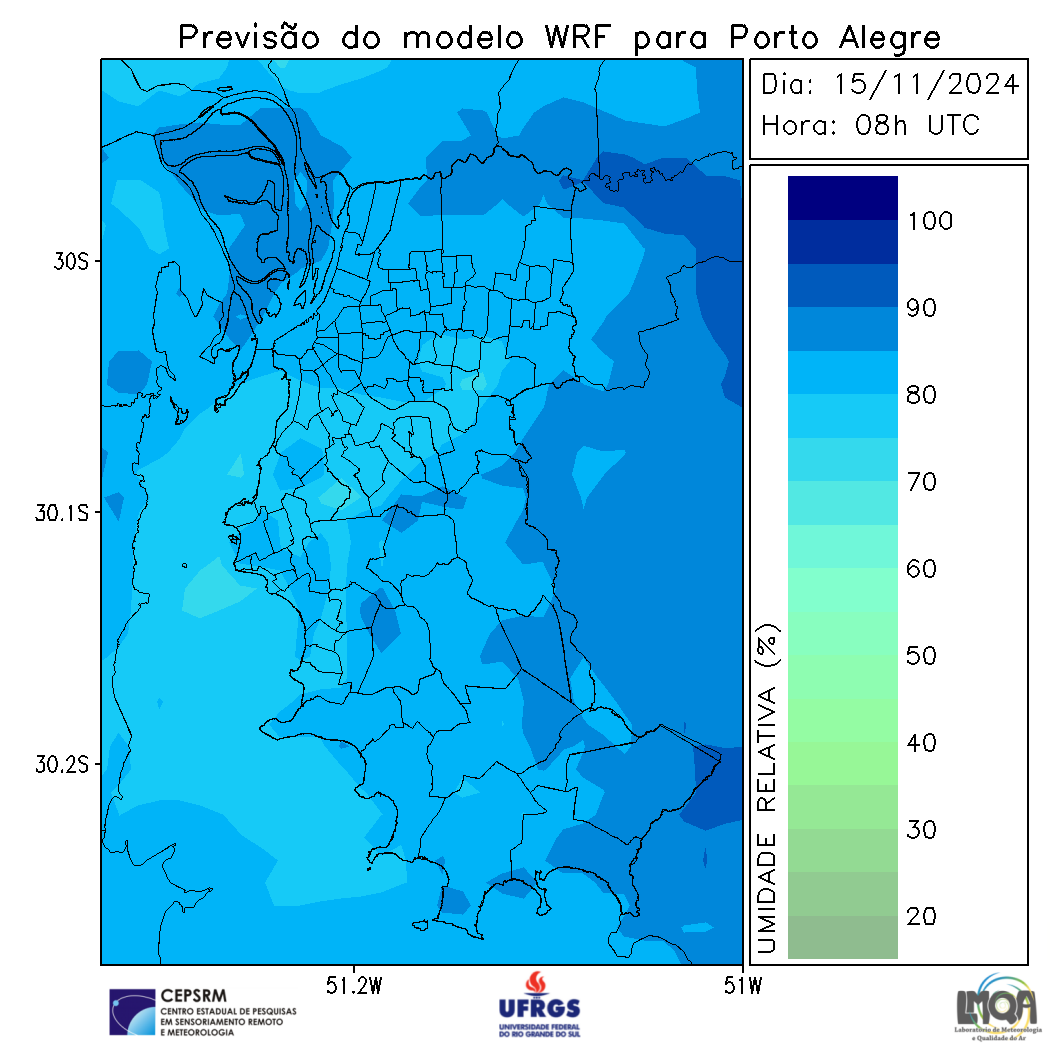 Previsão do modelo WRF para Porto Alegre
Dia: 15/11/2024
Hora: 08h UTC
100
90
80
70
60
50
40
30
20
UMIDADE RELATIVA (%)
30S
30.1S
30.2S
51.2W
51W
CEPSRM
CENTRO ESTADUAL DE PESQUISAS
EM SENSORIAMENTO REMOTO
E METEOROLOGIA
UFRGS
UNIVERSIDADE FEDERAL
DO RIO GRANDE DO SUL
LMQA
Laboratório de Meteorologia
e Qualidade do Ar